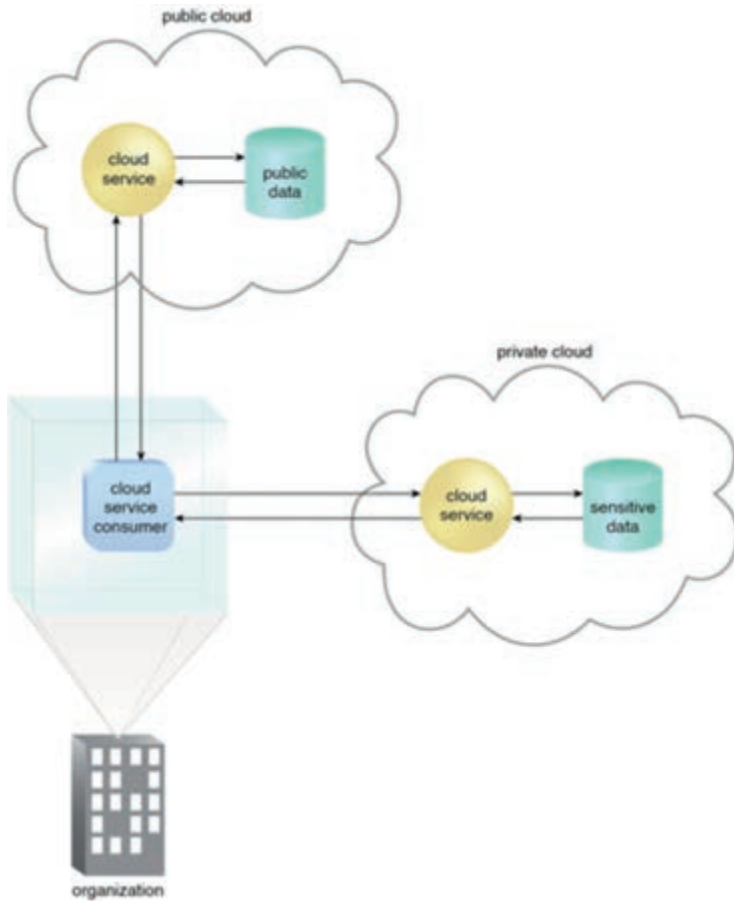 public cloud
cloud
service
public
data
private cloud
cloud
service
consumer
cloud
service
sensitive
data
organization